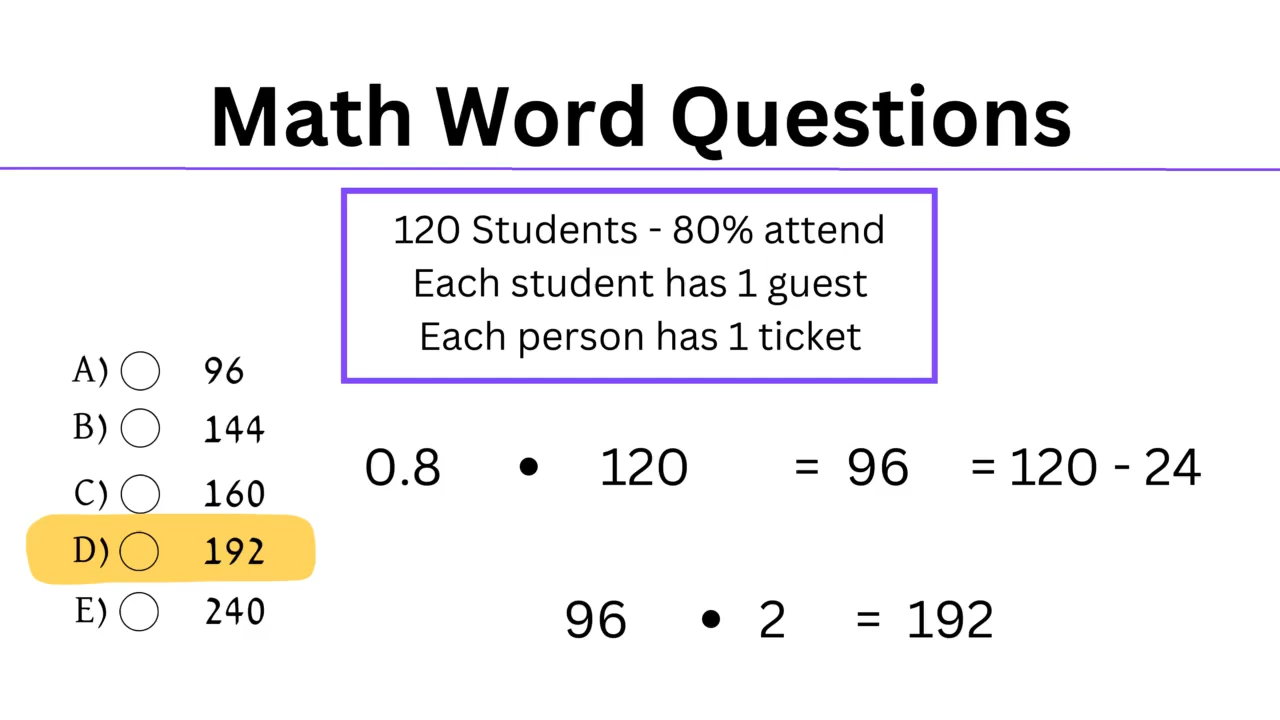 Math Word Questions
120 Students - 80% attend
Each student has 1 guest
Each person has 1 ticket
A) 96
B) 144
C) 160
D) 192
E) 240
0.8 • 120 = 96 = 120 - 24
96 • 2 = 192